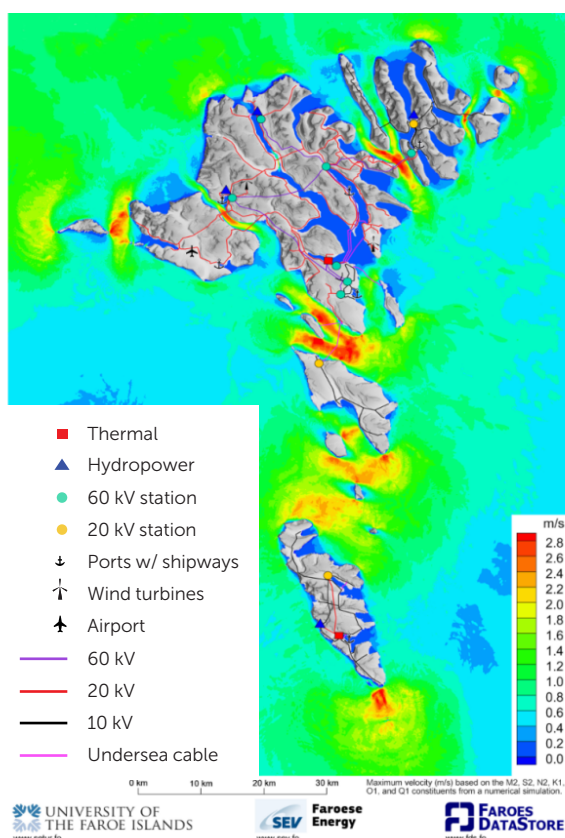 Thermal
Hydropower
60 kV station
20 kV station
Ports w/ shipways
Wind turbines
Airport
60 kV
20 kV
10 kV
Undersea cable
m/s
2.8
2.6
2.4
2.2
2.0
1.8
1.6
1.4
1.2
1.0
0.8
0.6
0.4
0.2
0.0
0 km
10 km
20 km
30 km
Maximum velocity (m/s) based on the M2, S2, N2, K1,
O1, and Q1 constituents from a numerical simulation.
UNIVERSITY OF
THE FAROE ISLANDS
SEV
Faroese
Energy
FAROES
DATASTORE